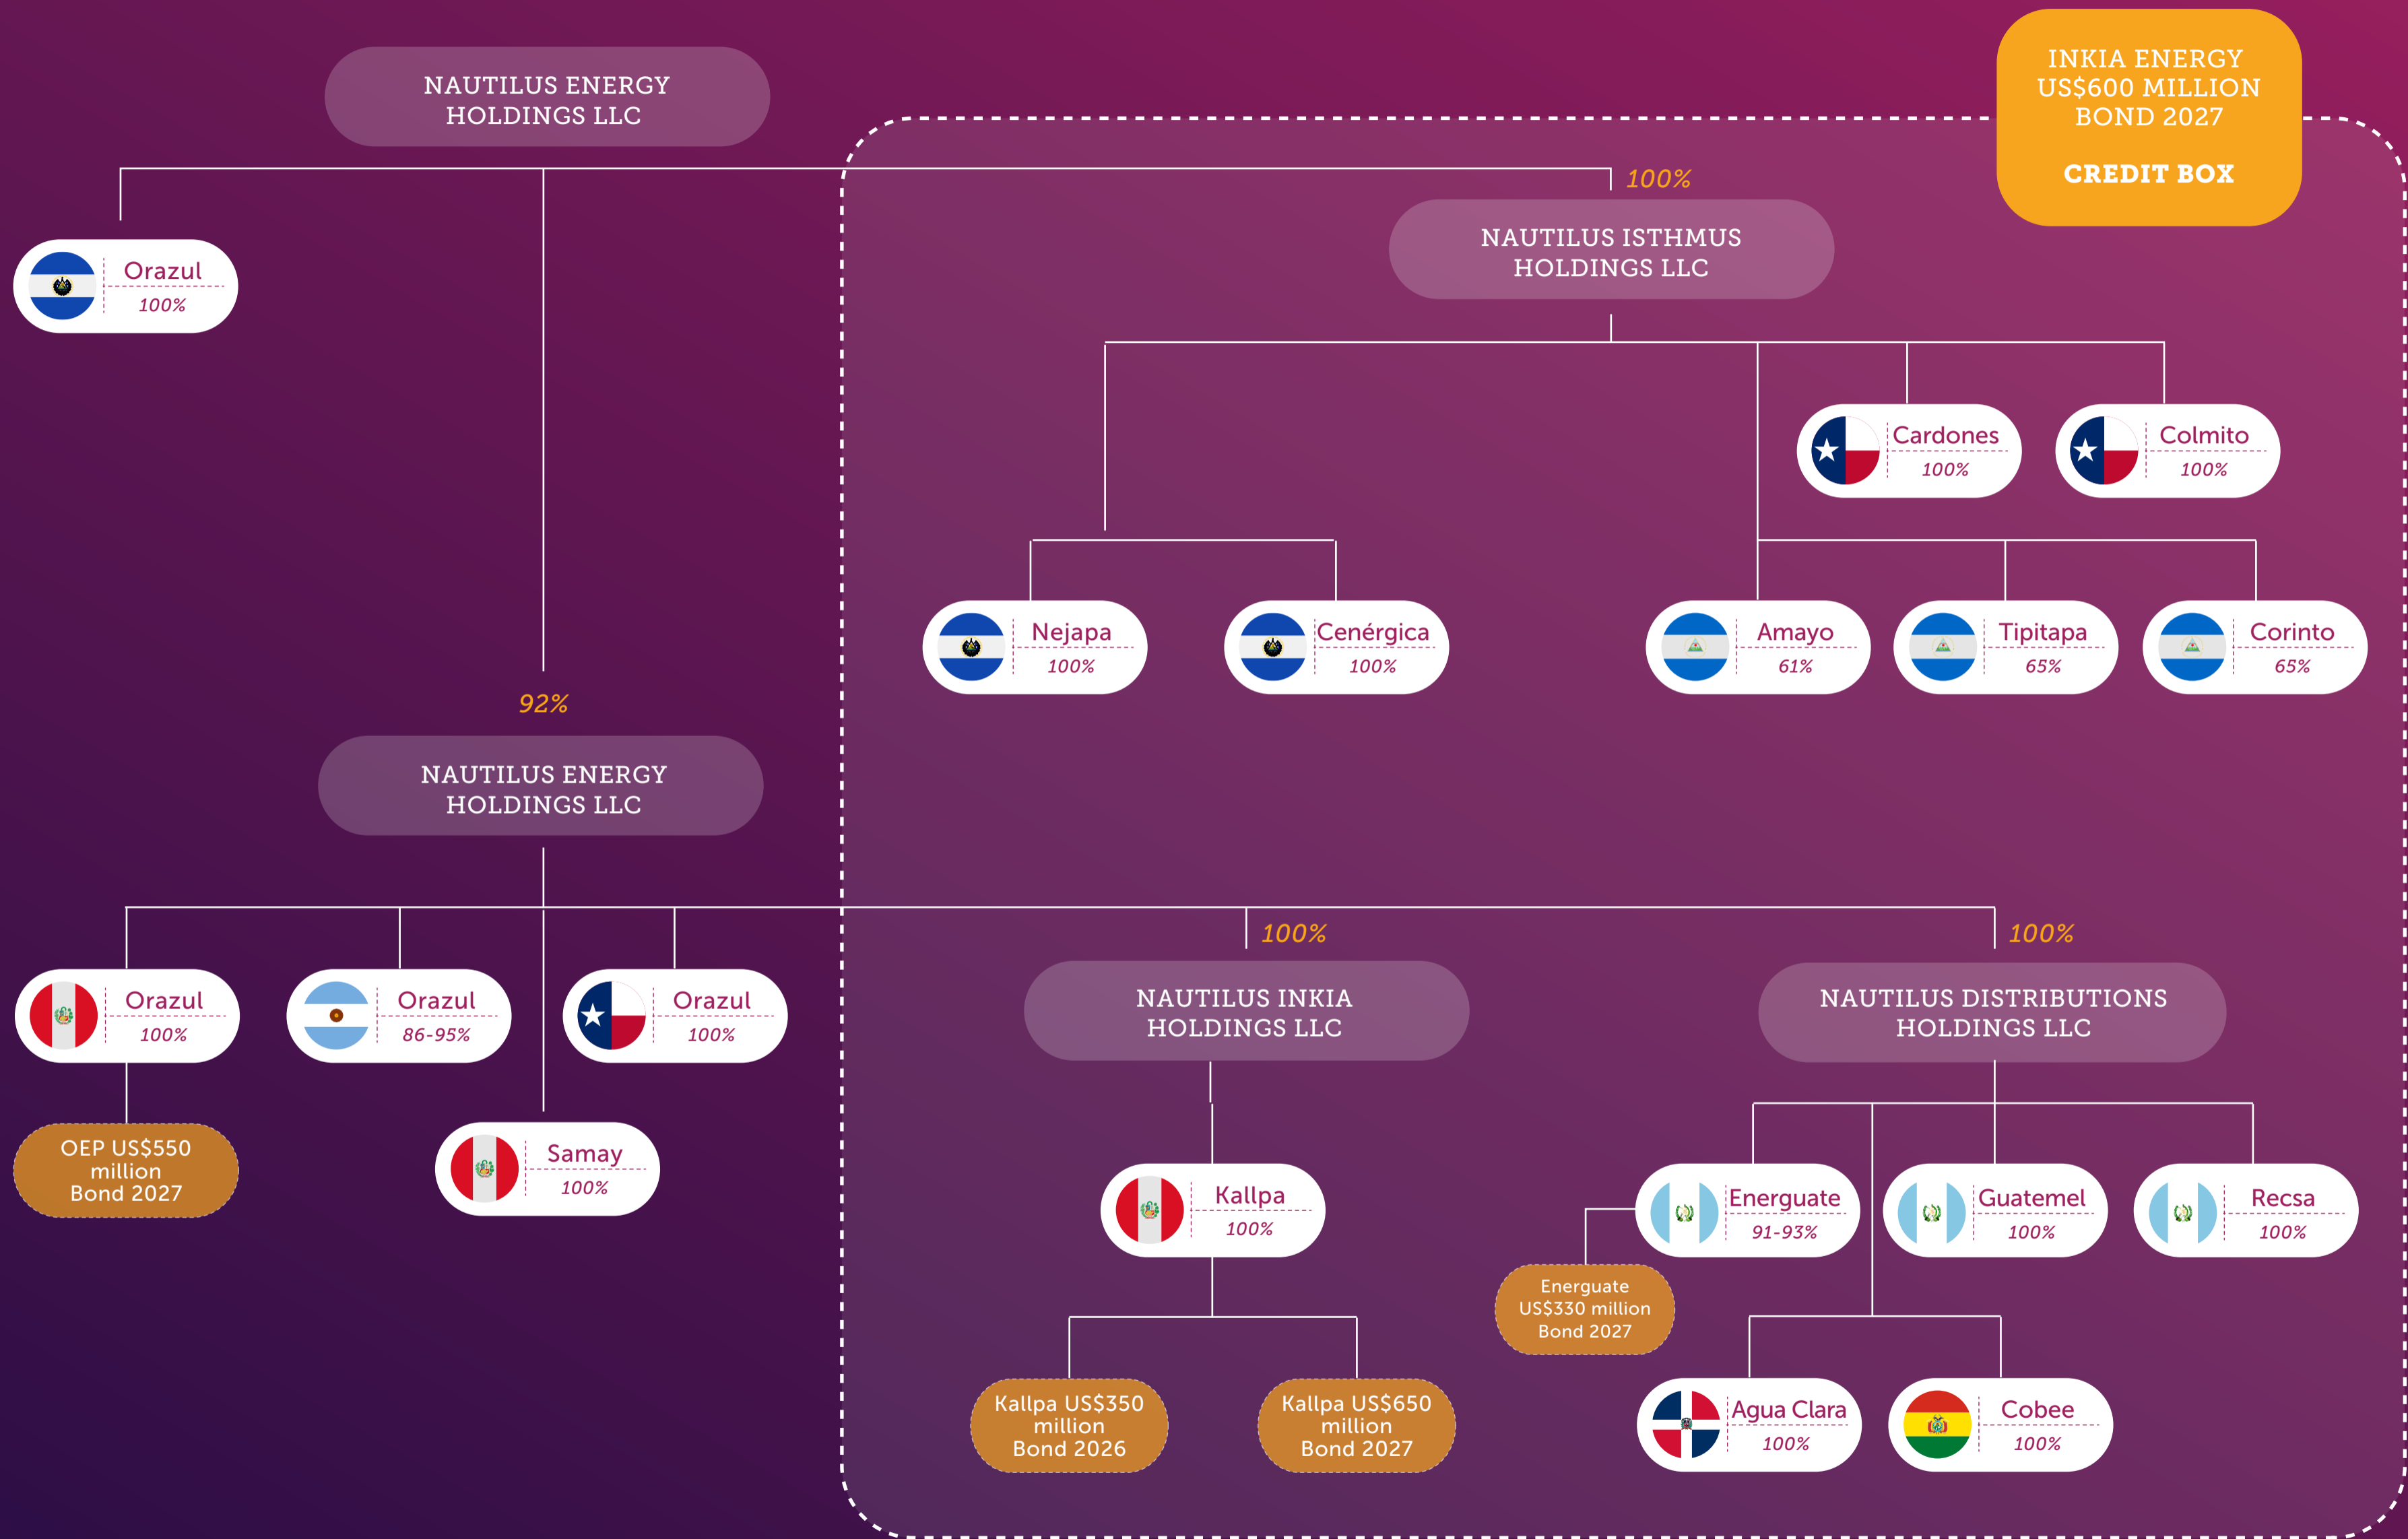 NAUTILUS ENERGY
HOLDINGS LLC
INKIA ENERGY
US$600 MILLION
BOND 2027
CREDIT BOX
100%
NAUTILUS ISTHMUS
HOLDINGS LLC
Orazul
100%
Cardones
100%
Colmito
100%
Nejapa
100%
Cenérgica
100%
Amayo
61%
Tipitapa
65%
Corinto
65%
92%
NAUTILUS ENERGY
HOLDINGS LLC
100%
100%
Orazul
100%
Orazul
86-95%
Orazul
100%
NAUTILUS INKIA
HOLDINGS LLC
NAUTILUS DISTRIBUTIONS
HOLDINGS LLC
OEP US$550
million
Bond 2027
Samay
100%
Kallpa
100%
Energuate
91-93%
Guatemel
100%
Recsa
100%
Energuate
US$330 million
Bond 2027
Kallpa US$350
million
Bond 2026
Kallpa US$650
million
Bond 2027
Agua Clara
100%
Cobee
100%